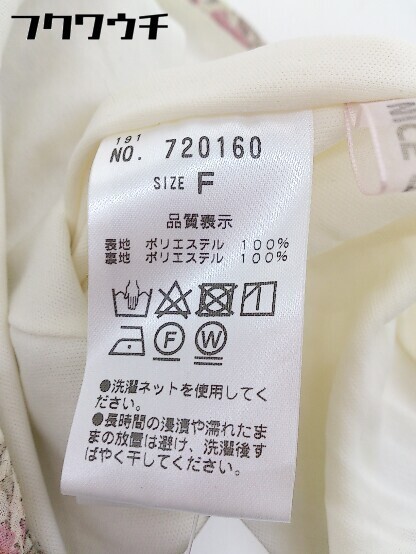 フクワウチ
191
NO. 720160
SIZE F
品質表示
表地 ポリエステル 100%
裏地 ポリエステル 100%
F W
●洗濯ネットを使用してくだ
ださい。
●長時間の浸漬や濡れたま
まの放置は避け、洗濯後す
ばやく干してください。
NICE